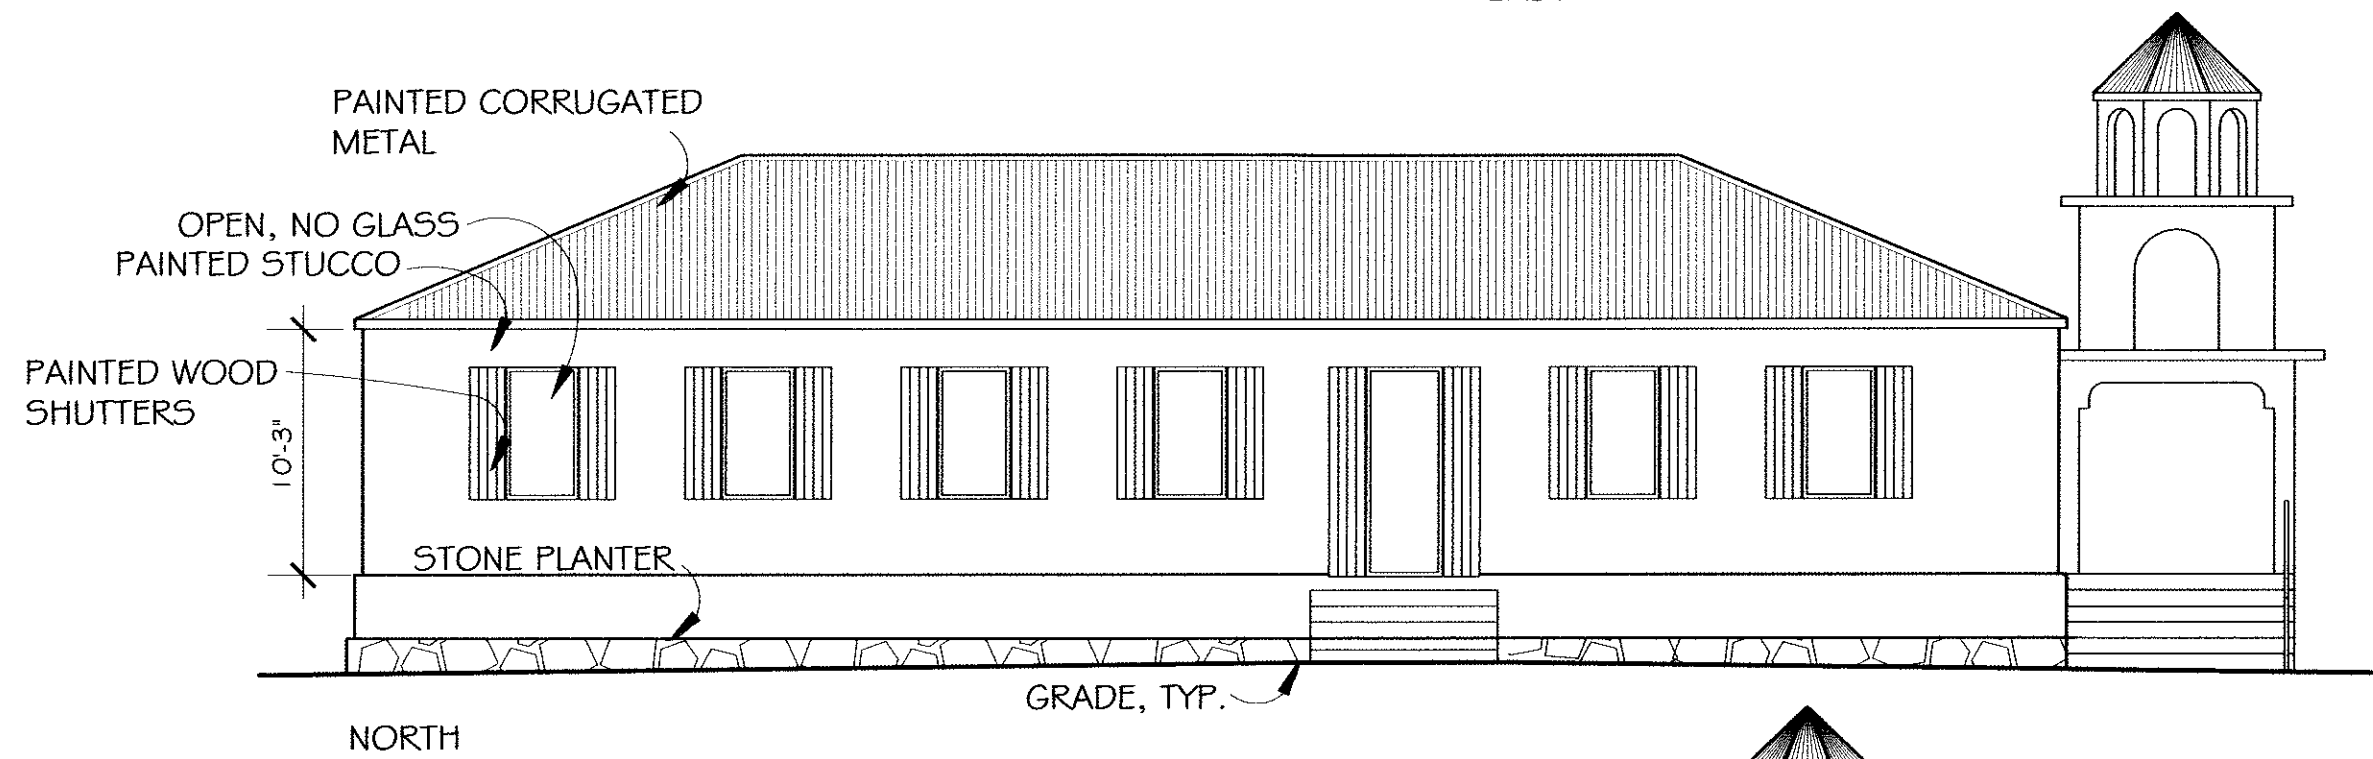 PAINTED CORRUGATED
METAL
OPEN, NO GLASS
PAINTED STUCCO
PAINTED WOOD
SHUTTERS
10'-3"
STONE PLANTER
GRADE, TYP.
NORTH